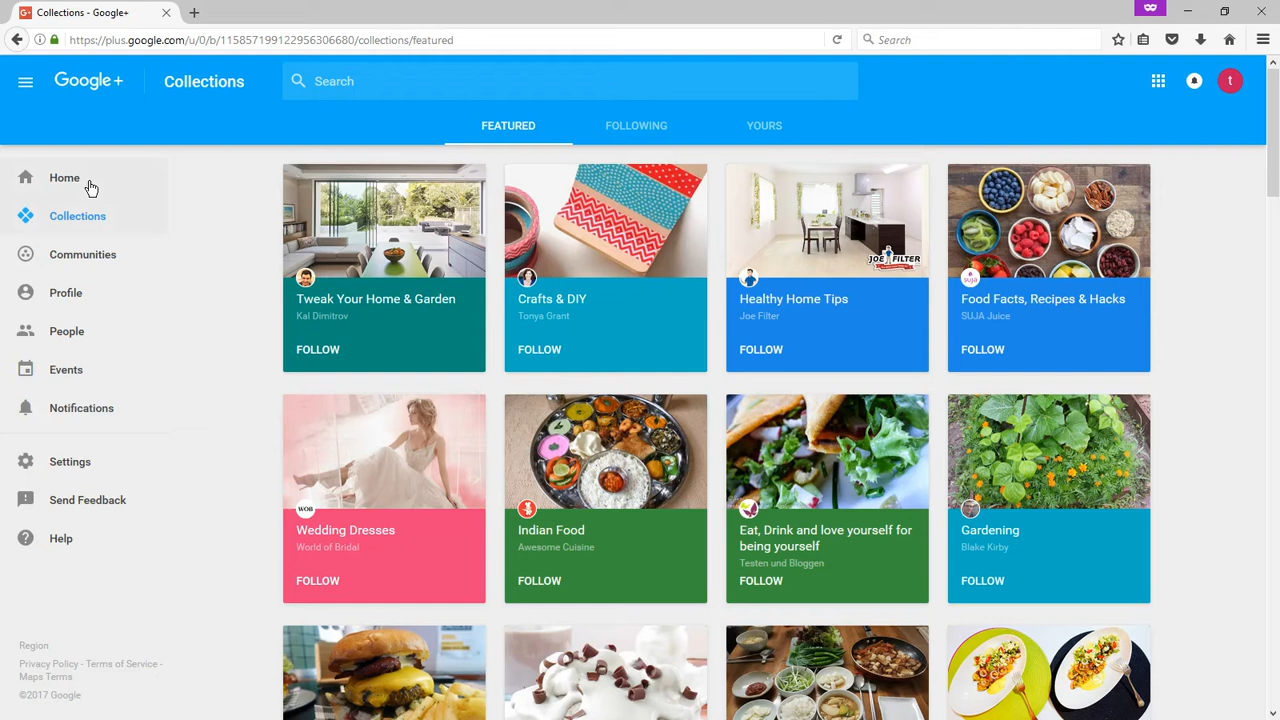 Collections - Google+
https://plus.google.com/u/0/b/115857199122956306680/collections/featured
Search
Google+
Collections
Search
t
FEATURED
FOLLOWING
YOURS
Home
Collections
Communities
Profile
People
Events
Notifications
Settings
Send Feedback
Help
Region
Privacy Policy - Terms of Service -
Maps Terms
©2017 Google
Tweak Your Home & Garden
Kal Dimitrov
FOLLOW
Crafts & DIY
Tonya Grant
FOLLOW
JOE FILTER
Healthy Home Tips
Joe Filter
FOLLOW
suja
Food Facts, Recipes & Hacks
SUJA Juice
FOLLOW
WOB
Wedding Dresses
World of Bridal
FOLLOW
Indian Food
Awesome Cuisine
FOLLOW
Eat, Drink and love yourself for
being yourself
Testen und Bloggen
FOLLOW
Gardening
Blake Kirby
FOLLOW